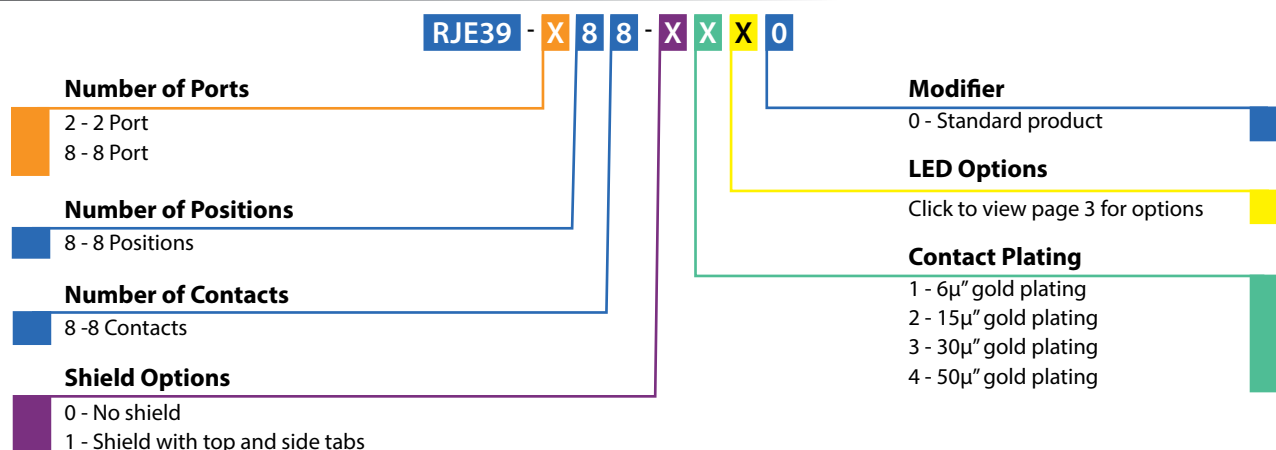 RJE39 - X 8 8 - X X X 0
Number of Ports
2 - 2 Port
8 - 8 Port
Number of Positions
8 - 8 Positions
Number of Contacts
8 -8 Contacts
Shield Options
0 - No shield
1 - Shield with top and side tabs
Modifier
0 - Standard product
LED Options
Click to view page 3 for options
Contact Plating
1 - 6µ” gold plating
2 - 15µ” gold plating
3 - 30µ” gold plating
4 - 50µ” gold plating